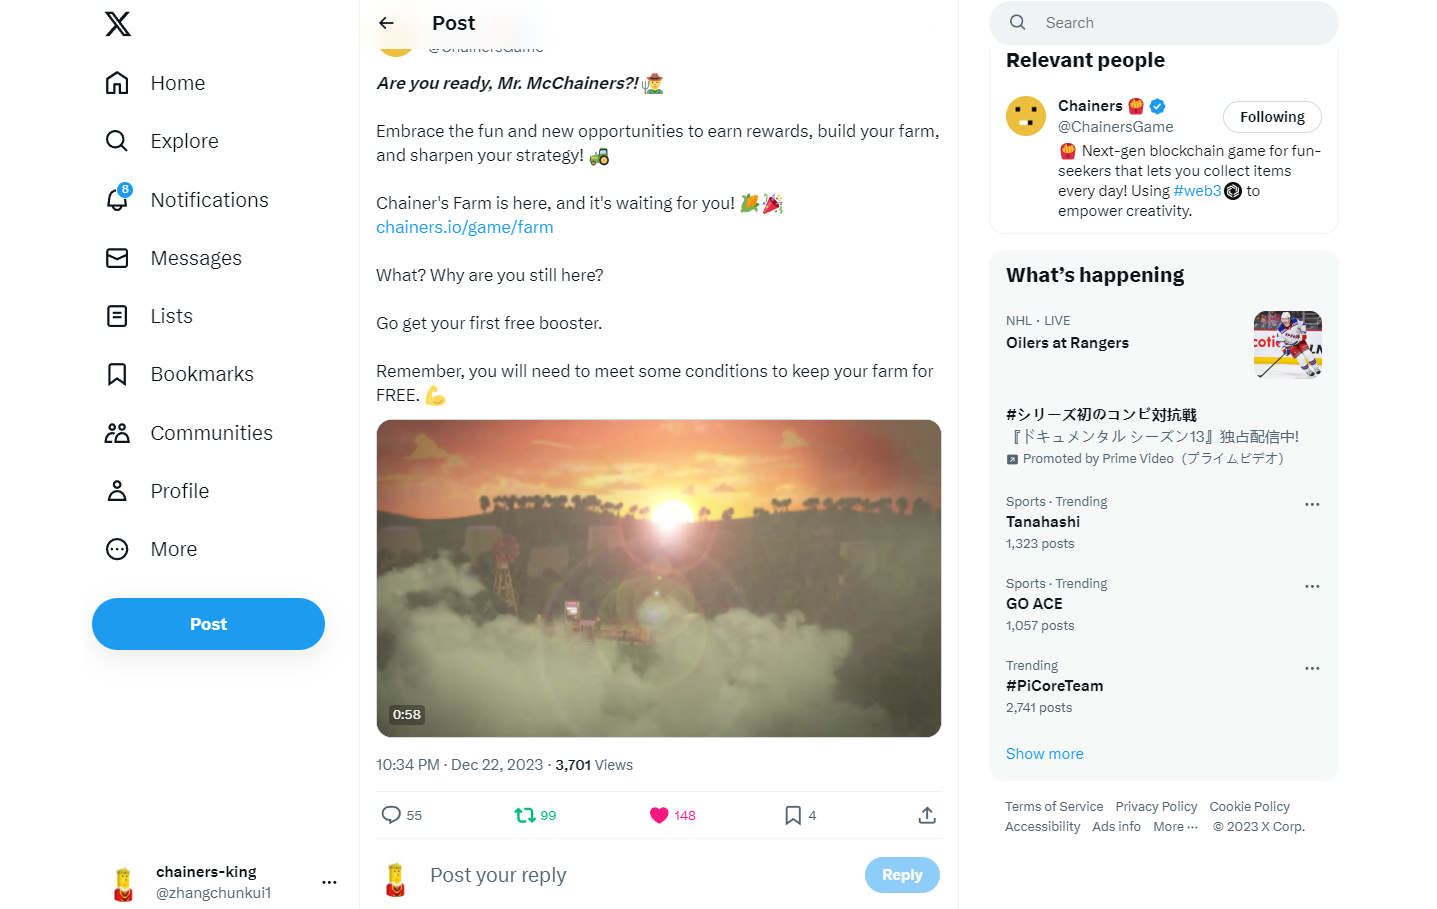 Home
Explore
8
Notifications
Messages
Lists
Bookmarks
Communities
Profile
More
Post
chainers-king
@zhangchunkui1
Post
@ChainersGame
Are you ready, Mr. McChainers?!
Embrace the fun and new opportunities to earn rewards, build your farm,
and sharpen your strategy!
Chainer's Farm is here, and it's waiting for you!
chainers.io/game/farm
What? Why are you still here?
Go get your first free booster.
Remember, you will need to meet some conditions to keep your farm for
FREE.
0:58
10:34 PM · Dec 22, 2023 · 3,701 Views
55 99 148 4
Post your reply
Reply
Search
Relevant people
Chainers
@ChainersGame
Following
Next-gen blockchain game for fun-
seekers that lets you collect items
every day! Using #web3 to
empower creativity.
What's happening
NHL · LIVE
Oilers at Rangers
#シリーズ初のコンビ対抗戦
『ドキュメンタル シーズン13』独占配信中!
Promoted by Prime Video（プライムビデオ）
Sports · Trending
Tanahashi
1,323 posts
Sports · Trending
GO ACE
1,057 posts
Trending
#PiCoreTeam
2,741 posts
Show more
Terms of Service Privacy Policy Cookie Policy
Accessibility Ads info More ··· © 2023 X Corp.